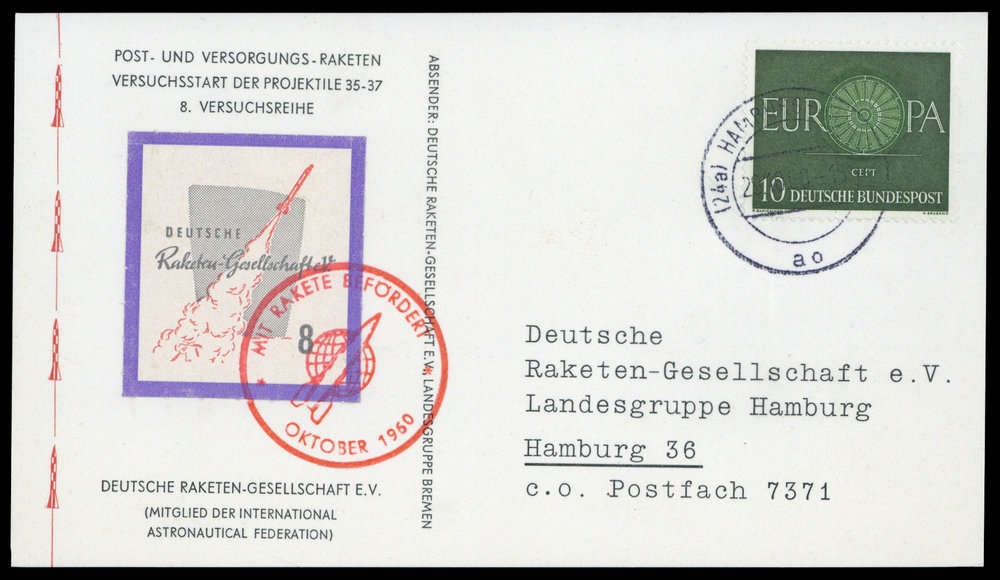 POST- UND VERSORGUNGS-RAKETEN
VERSUCHSSTART DER PROJEKTILE 35-37
8. VERSUCHSREIHE
DEUTSCHE
Raketen-Gesellschaft e.V.
8
MIT RAKETE BEFÖRDERT
OKTOBER 1960
DEUTSCHE RAKETEN-GESELLSCHAFT E.V.
(MITGLIED DER INTERNATIONAL
ASTRONAUTICAL FEDERATION)
ABSENDER: DEUTSCHE RAKETEN-GESELLSCHAFT E.V., LANDESGRUPPE BREMEN
(24a) HAMB
ao
EUROPA
CEPT
10 DEUTSCHE BUNDESPOST
Deutsche
Raketen-Gesellschaft e.V.
Landesgruppe Hamburg
Hamburg 36
c.o. Postfach 7371